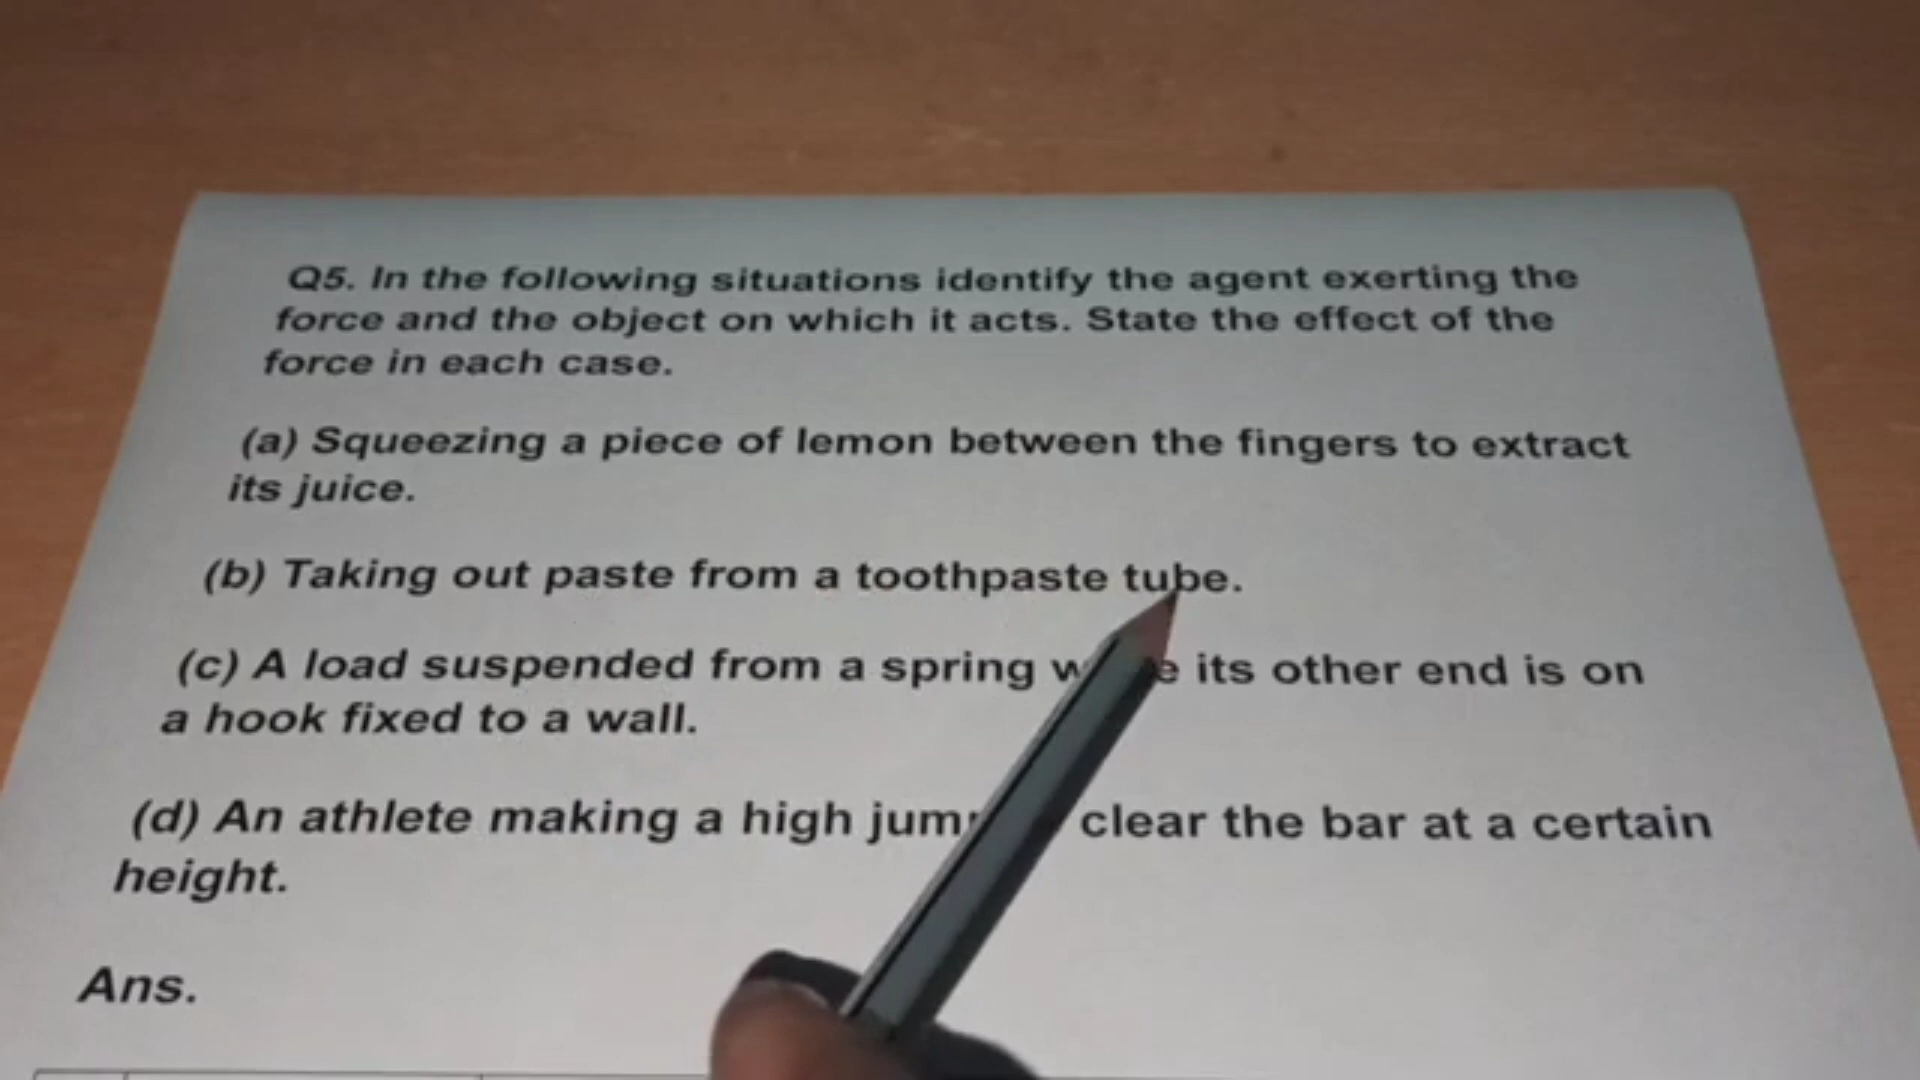 Q5. In the following situations identify the agent exerting the
force and the object on which it acts. State the effect of the
force in each case.
(a) Squeezing a piece of lemon between the fingers to extract
its juice.
(b) Taking out paste from a toothpaste tube.
(c) A load suspended from a spring its other end is on
a hook fixed to a wall.
(d) An athlete making a high jump clear the bar at a certain
height.
Ans.